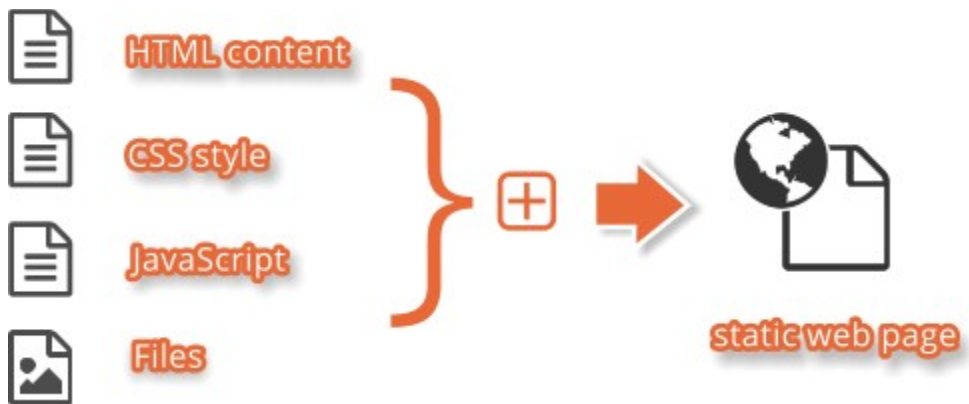 HTML content
CSS style
JavaScript
Files
static web page